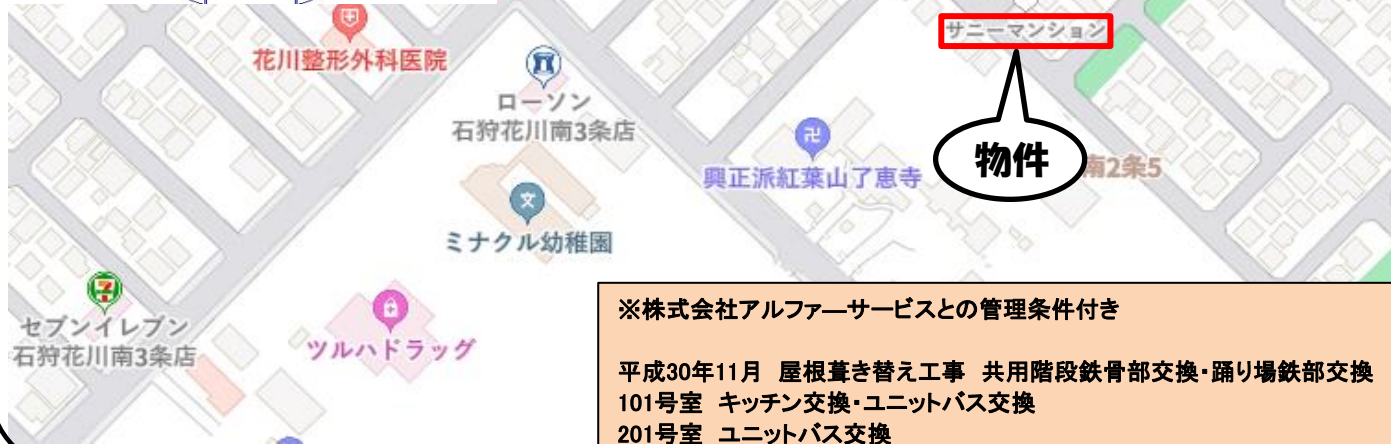 サニーマンション
花川整形外科医院
ローソン
石狩花川南3条店
物件
南2条5
興正派紅葉山了恵寺
文
ミナクル幼稚園
セブンイレブン
石狩花川南3条店
ツルハドラッグ
※株式会社アルファ―サービスとの管理条件付き
平成30年11月 屋根葺き替え工事 共用階段鉄骨部交換・踊り場鉄部交換
101号室 キッチン交換・ユニットバス交換
201号室 ユニットバス交換